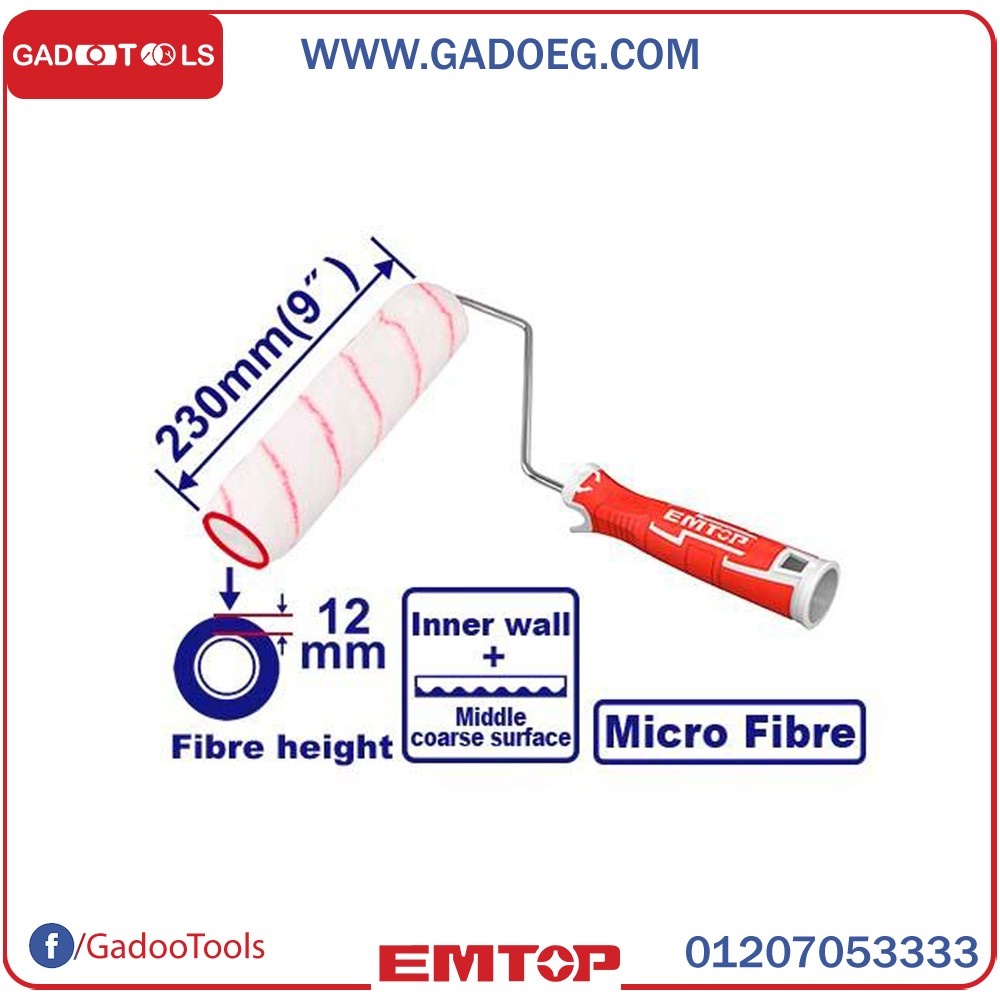 GADOTOOLS
WWW.GADOEG.COM
230mm(9″)
EMTOP
12
mm
Fibre height
Inner wall
+
Middle
coarse surface
Micro Fibre
f/GadooTools
EMTOP
01207053333